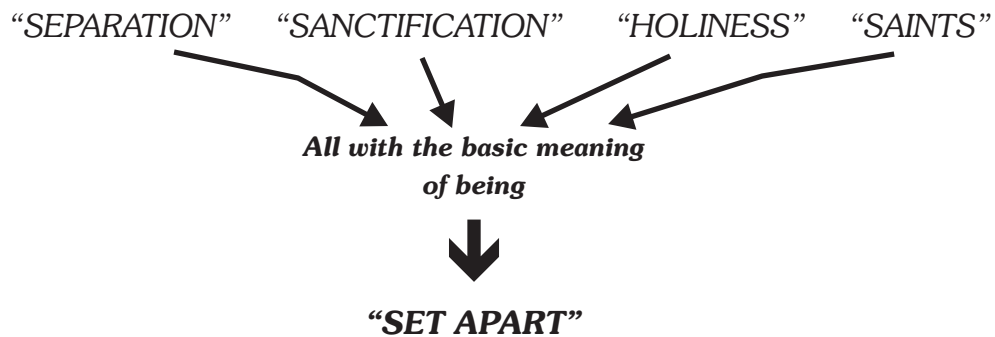 “SEPARATION” “SANCTIFICATION” “HOLINESS” “SAINTS”
All with the basic meaning
of being
“SET APART”